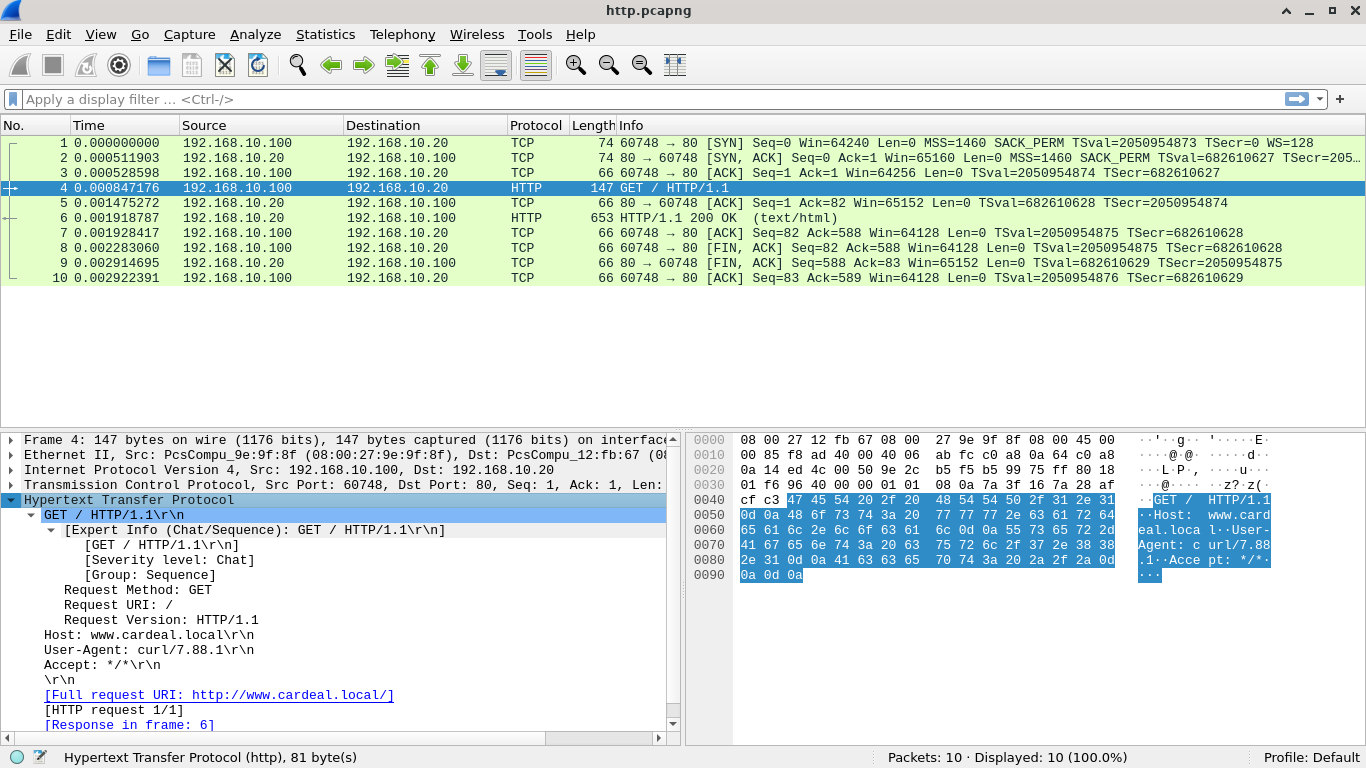 http.pcapng
File Edit View Go Capture Analyze Statistics Telephony Wireless Tools Help
Apply a display filter … <Ctrl-/>
No. Time Source Destination Protocol Length Info
1 0.000000000 192.168.10.100 192.168.10.20 TCP 74 60748 → 80 [SYN] Seq=0 Win=64240 Len=0 MSS=1460 SACK_PERM TSval=2050954873 TSecr=0 WS=128
2 0.000511903 192.168.10.20 192.168.10.100 TCP 74 80 → 60748 [SYN, ACK] Seq=0 Ack=1 Win=65160 Len=0 MSS=1460 SACK_PERM TSval=682610627 TSecr=205…
3 0.000528598 192.168.10.100 192.168.10.20 TCP 66 60748 → 80 [ACK] Seq=1 Ack=1 Win=64256 Len=0 TSval=2050954874 TSecr=682610627
4 0.000847176 192.168.10.100 192.168.10.20 HTTP 147 GET / HTTP/1.1
5 0.001475272 192.168.10.20 192.168.10.100 TCP 66 80 → 60748 [ACK] Seq=1 Ack=82 Win=65152 Len=0 TSval=682610628 TSecr=2050954874
6 0.001918787 192.168.10.20 192.168.10.100 HTTP 653 HTTP/1.1 200 OK  (text/html)
7 0.001928417 192.168.10.100 192.168.10.20 TCP 66 60748 → 80 [ACK] Seq=82 Ack=588 Win=64128 Len=0 TSval=2050954875 TSecr=682610628
8 0.002283060 192.168.10.100 192.168.10.20 TCP 66 60748 → 80 [FIN, ACK] Seq=82 Ack=588 Win=64128 Len=0 TSval=2050954875 TSecr=682610628
9 0.002914695 192.168.10.20 192.168.10.100 TCP 66 80 → 60748 [FIN, ACK] Seq=588 Ack=83 Win=65152 Len=0 TSval=682610629 TSecr=2050954875
10 0.002922391 192.168.10.100 192.168.10.20 TCP 66 60748 → 80 [ACK] Seq=83 Ack=589 Win=64128 Len=0 TSval=2050954876 TSecr=682610629
Frame 4: 147 bytes on wire (1176 bits), 147 bytes captured (1176 bits) on interface
Ethernet II, Src: PcsCompu_9e:9f:8f (08:00:27:9e:9f:8f), Dst: PcsCompu_12:fb:67 (08
Internet Protocol Version 4, Src: 192.168.10.100, Dst: 192.168.10.20
Transmission Control Protocol, Src Port: 60748, Dst Port: 80, Seq: 1, Ack: 1, Len:
Hypertext Transfer Protocol
GET / HTTP/1.1\r\n
[Expert Info (Chat/Sequence): GET / HTTP/1.1\r\n]
[GET / HTTP/1.1\r\n]
[Severity level: Chat]
[Group: Sequence]
Request Method: GET
Request URI: /
Request Version: HTTP/1.1
Host: www.cardeal.local\r\n
User-Agent: curl/7.88.1\r\n
Accept: */*\r\n
\r\n
[Full request URI: http://www.cardeal.local/]
[HTTP request 1/1]
[Response in frame: 6]
0000 08 00 27 12 fb 67 08 00 27 9e 9f 8f 08 00 45 00 ··'··g·· '·····E·
0010 00 85 f8 ad 40 00 40 06 ab fc c0 a8 0a 64 c0 a8 ····@·@· ·····d··
0020 0a 14 ed 4c 00 50 9e 2c b5 f5 b5 99 75 ff 80 18 ···L·P·, ····u···
0030 01 f6 96 40 00 00 01 01 08 0a 7a 3f 16 7a 28 af ···@···· ··z?·z(·
0040 cf c3 47 45 54 20 2f 20 48 54 54 50 2f 31 2e 31 ··GET / HTTP/1.1
0050 0d 0a 48 6f 73 74 3a 20 77 77 77 2e 63 61 72 64 ··Host: www.card
0060 65 61 6c 2e 6c 6f 63 61 6c 0d 0a 55 73 65 72 2d eal.loca l··User-
0070 41 67 65 6e 74 3a 20 63 75 72 6c 2f 37 2e 38 38 Agent: c url/7.88
0080 2e 31 0d 0a 41 63 63 65 70 74 3a 20 2a 2f 2a 0d .1··Acce pt: */*·
0090 0a 0d 0a ···
Hypertext Transfer Protocol (http), 81 byte(s)
Packets: 10 · Displayed: 10 (100.0%)
Profile: Default